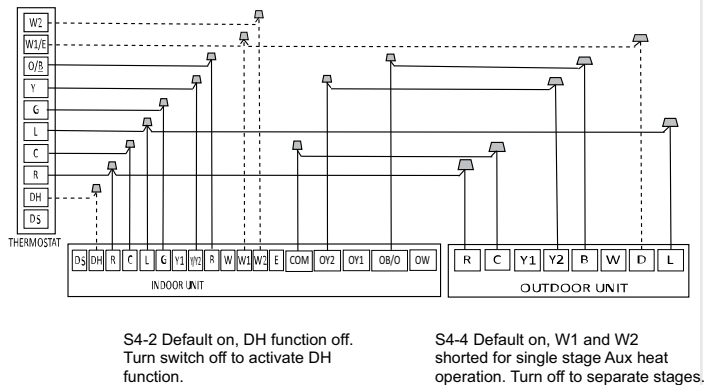 W2
W1/E
O/B
Y
G
L
C
R
DH
DS
THERMOSTAT
DS DH R C L G Y1 Y/Y2 B W W1 W2 E COM OY2 OY1 OB/O OW
INDOOR UNIT
R C Y1 Y2 B W D L
OUTDOOR UNIT
S4-2 Default on, DH function off.
Turn switch off to activate DH
function.
S4-4 Default on, W1 and W2
shorted for single stage Aux heat
operation. Turn off to separate stages.